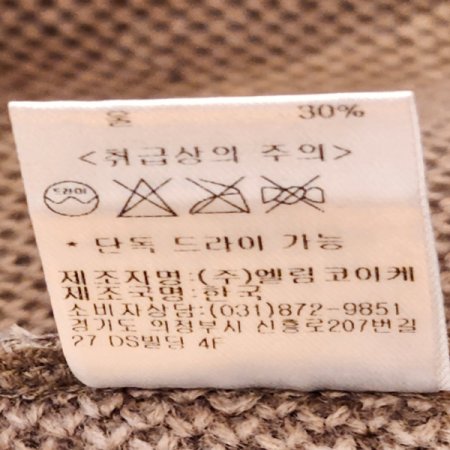 울 30%
<취급상의 주의>
드라이
* 단독 드라이 가능
제조자명:(주)엘림코이케
제조국명:한국
소비자상담:(031)872-9851
경기도 의정부시 신흥로207번길
27 DS빌딩 4F